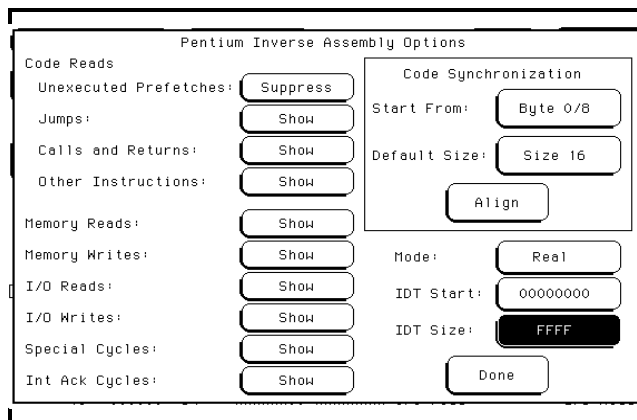 Pentium Inverse Assembly Options
Code Reads
Unexecuted Prefetches: Suppress
Jumps: Show
Calls and Returns: Show
Other Instructions: Show
Memory Reads: Show
Memory Writes: Show
I/O Reads: Show
I/O Writes: Show
Special Cycles: Show
Int Ack Cycles: Show
Code Synchronization
Start From: Byte 0/8
Default Size: Size 16
Align
Mode: Real
IDT Start: 00000000
IDT Size: FFFF
Done